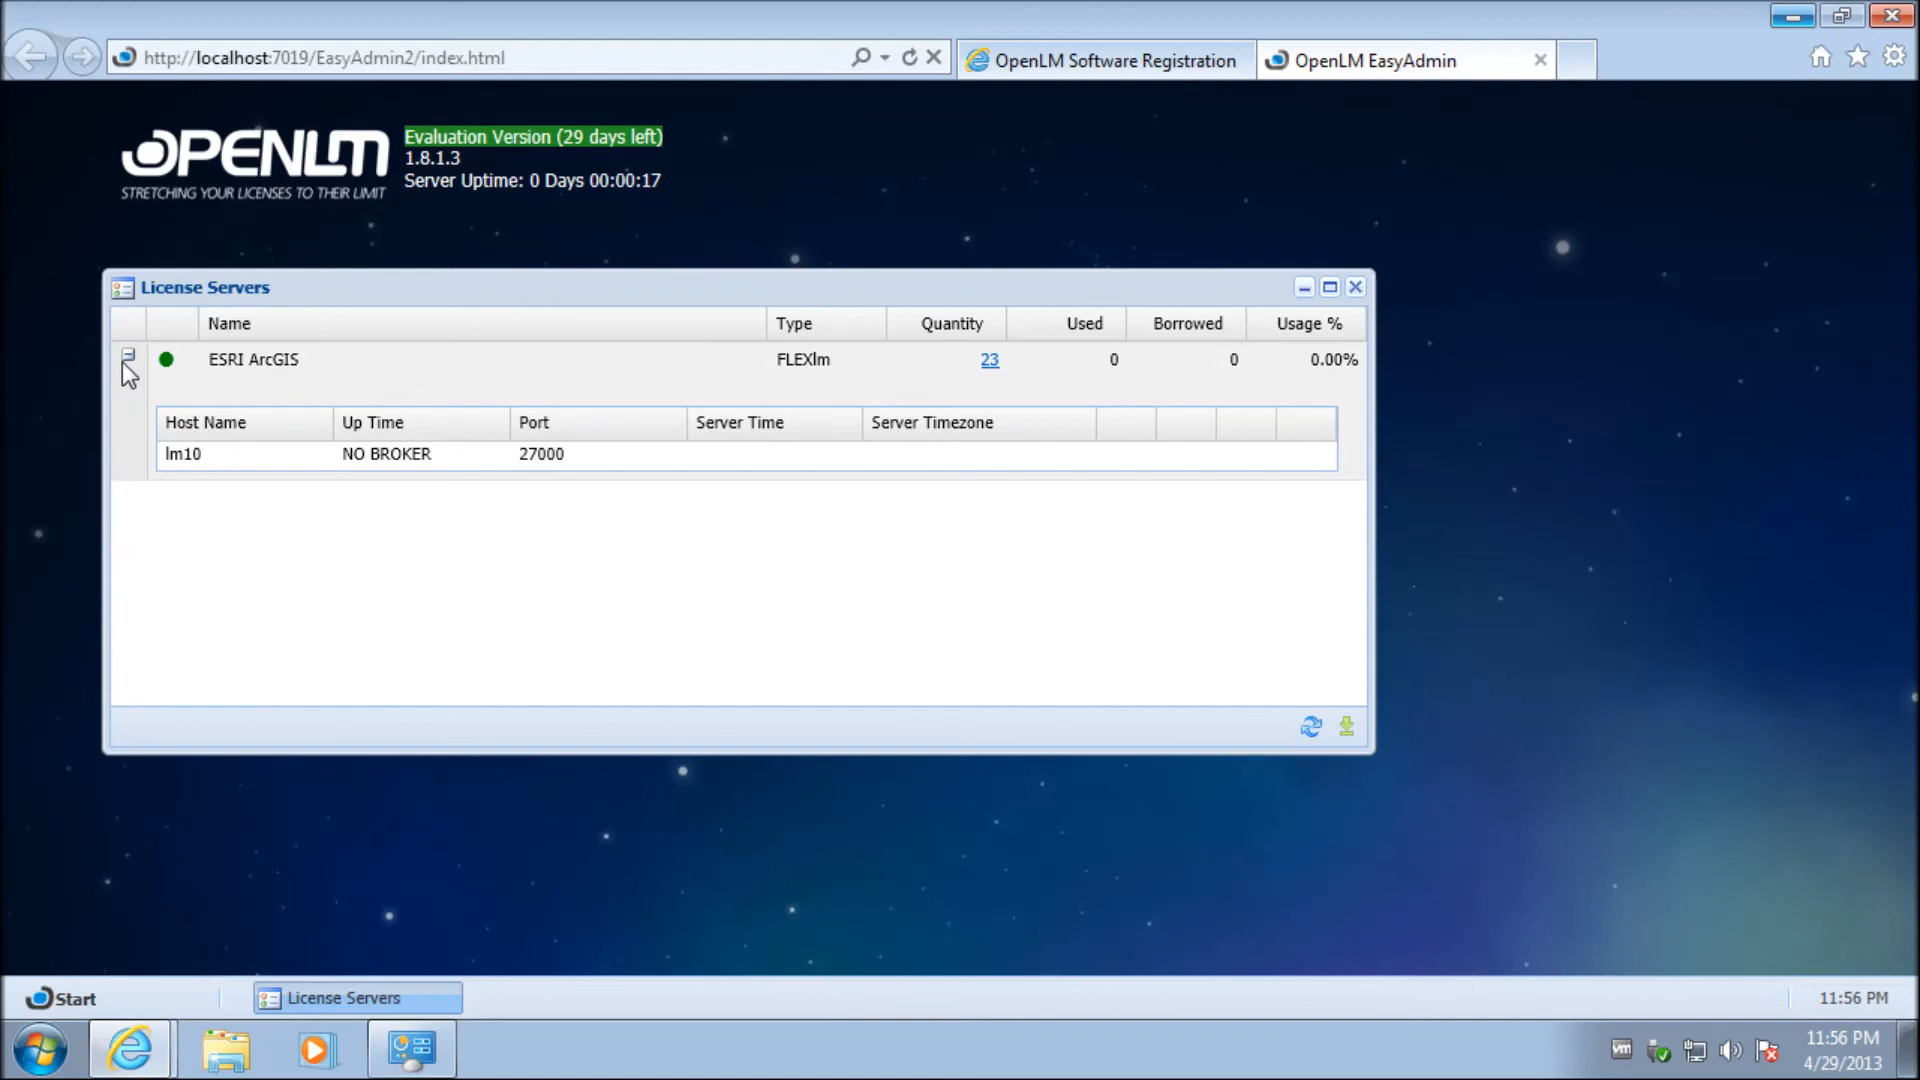 http://localhost:7019/EasyAdmin2/index.html
OpenLM Software Registration
OpenLM EasyAdmin
OPENLM
STRETCHING YOUR LICENSES TO THEIR LIMIT
Evaluation Version (29 days left)
1.8.1.3
Server Uptime: 0 Days 00:00:17
License Servers
Name Type Quantity Used Borrowed Usage %
ESRI ArcGIS FLEXlm 23 0 0 0.00%
Host Name Up Time Port Server Time Server Timezone
lm10 NO BROKER 27000
Start
License Servers
11:56 PM
vm
11:56 PM
4/29/2013